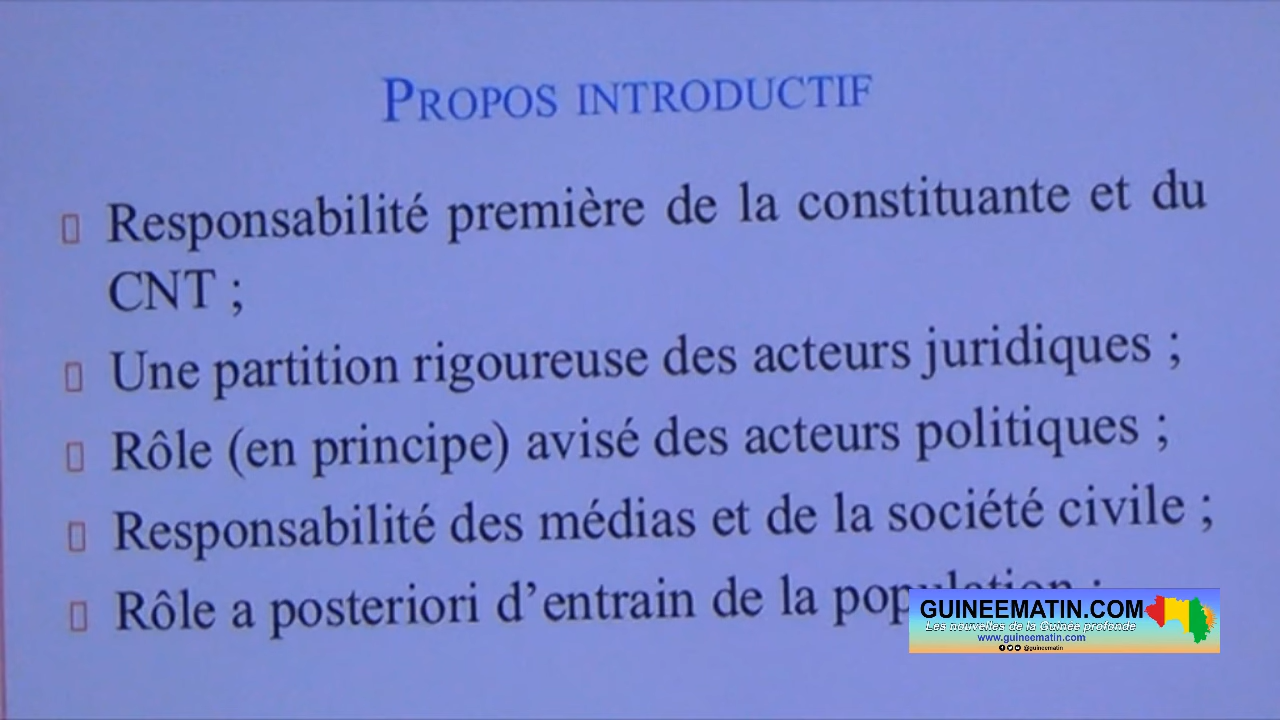 PROPOS INTRODUCTIF
Responsabilité première de la constituante et du
CNT ;
Une partition rigoureuse des acteurs juridiques ;
Rôle (en principe) avisé des acteurs politiques ;
Responsabilité des médias et de la société civile ;
Rôle a posteriori d'entrain de la population ;
GUINEEMATIN.COM
Les nouvelles de la Guinée profonde
www.guineematin.com
@guineematin